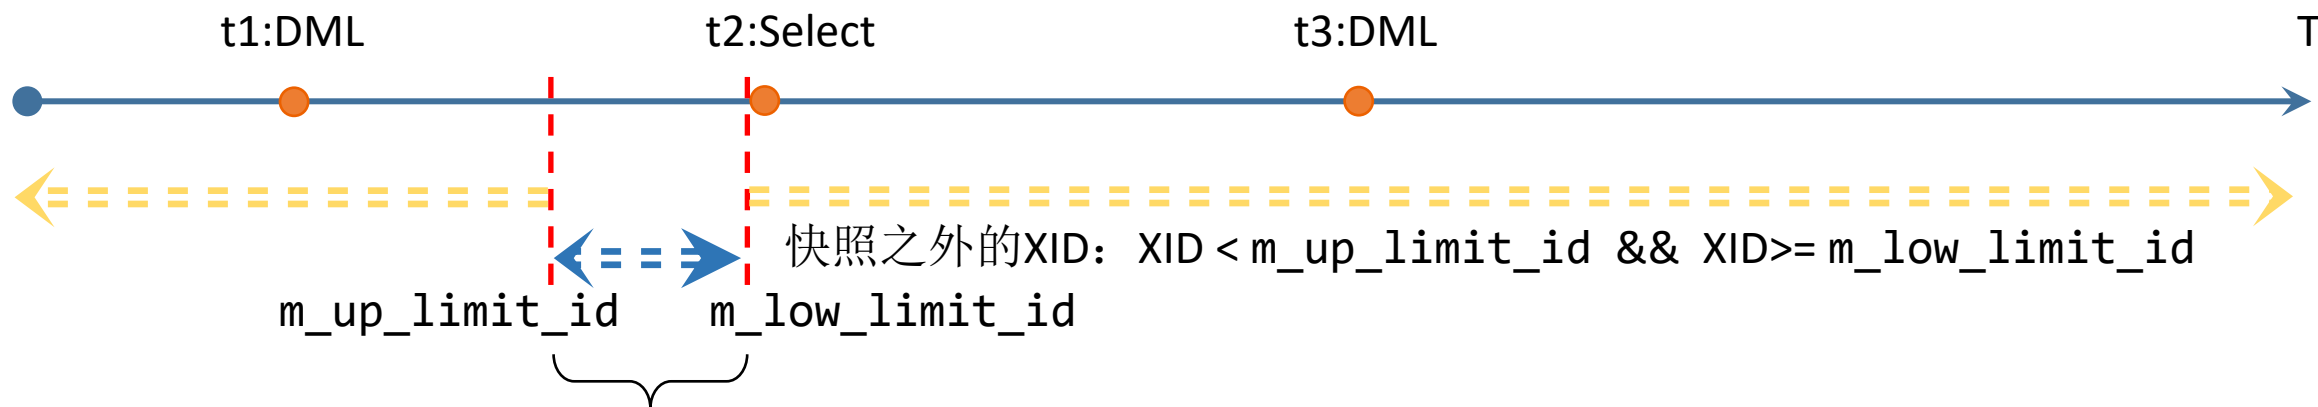 t1:DML t2:Select t3:DML T
快照之外的XID：XID < m_up_limit_id && XID>= m_low_limit_id
m_up_limit_id m_low_limit_id